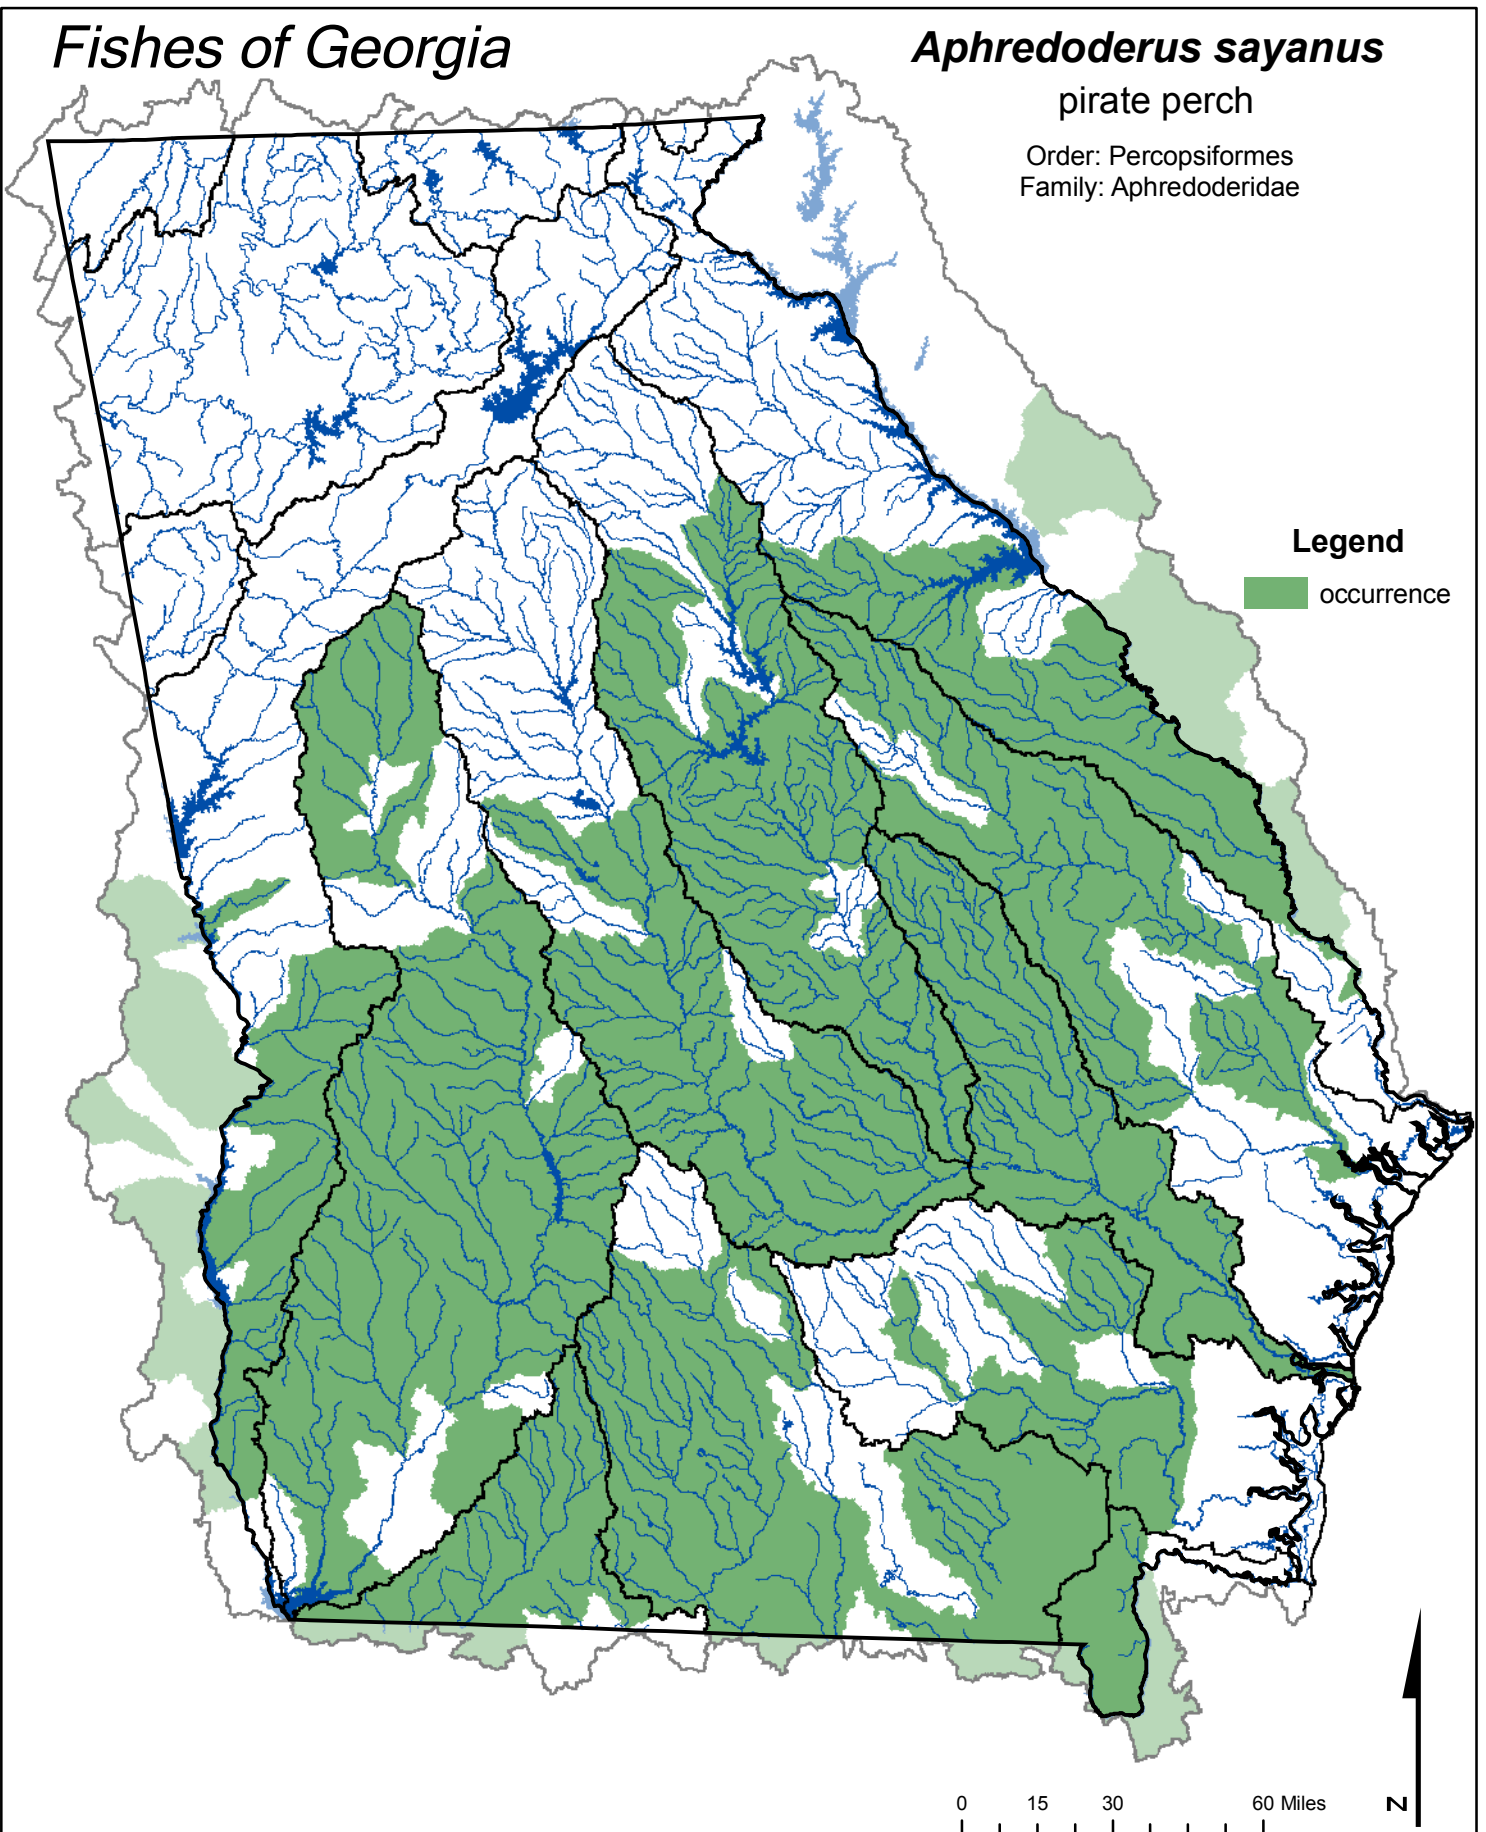 Fishes of Georgia
Aphredoderus sayanus
pirate perch
Order: Percopsiformes
Family: Aphredoderidae
Legend
occurrence
0 15 30 60 Miles
N